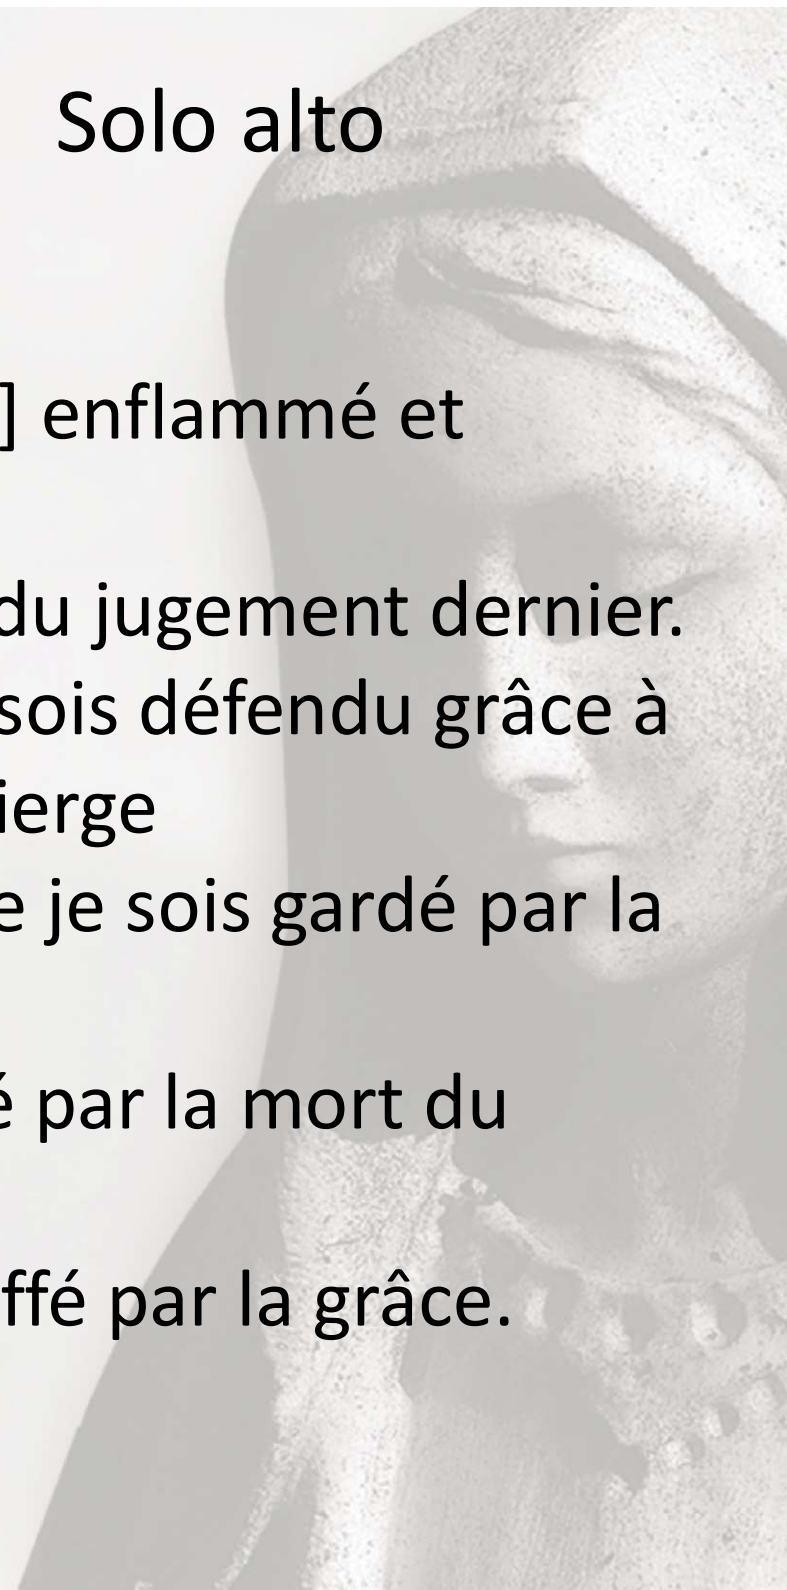 Solo alto
] enflammé et
du jugement dernier.
sois défendu grâce à
ierge
e je sois gardé par la
é par la mort du
ffé par la grâce.